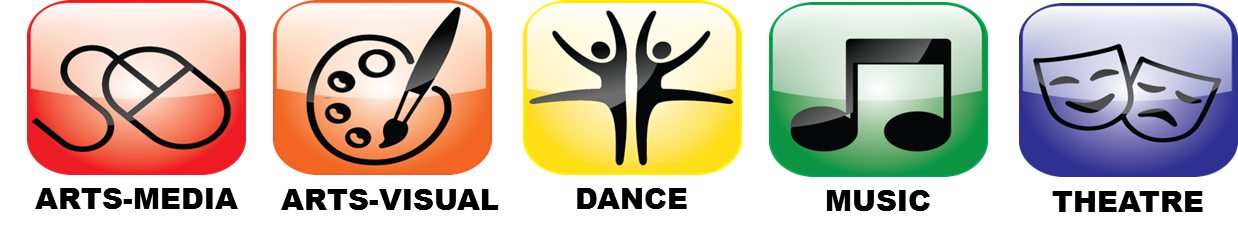 ARTS-MEDIA
ARTS-VISUAL
DANCE
MUSIC
THEATRE